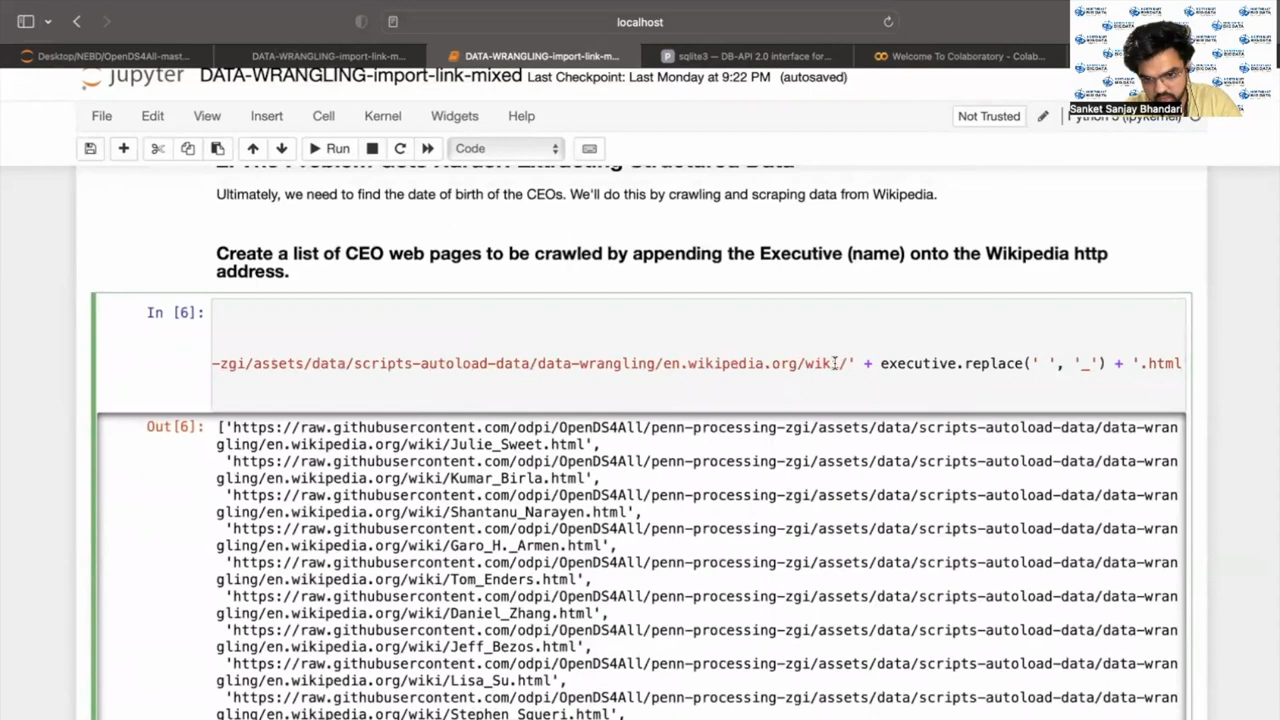 localhost
Desktop/NEBD/OpenDS4All-mast...
DATA-WRANGLING-import-link-m...
DATA-WRANGLING-import-link-m...
sqlite3 — DB-API 2.0 interface for...
Welcome To Colaboratory - Colab...
jupyter DATA-WRANGLING-import-link-mixed Last Checkpoint: Last Monday at 9:22 PM (autosaved)
Sanket Sanjay Bhandari
File Edit View Insert Cell Kernel Widgets Help
Not Trusted
Python 3 (ipykernel)
Run
Code
2. The Problem Gets Harder: Extracting Structured Data
Ultimately, we need to find the date of birth of the CEOs. We'll do this by crawling and scraping data from Wikipedia.
Create a list of CEO web pages to be crawled by appending the Executive (name) onto the Wikipedia http
address.
In [6]:
-zgi/assets/data/scripts-autoload-data/data-wrangling/en.wikipedia.org/wiki/' + executive.replace(' ', '_') + '.html
Out[6]:
['https://raw.githubusercontent.com/odpi/OpenDS4All/penn-processing-zgi/assets/data/scripts-autoload-data/data-wran
gling/en.wikipedia.org/wiki/Julie_Sweet.html',
'https://raw.githubusercontent.com/odpi/OpenDS4All/penn-processing-zgi/assets/data/scripts-autoload-data/data-wran
gling/en.wikipedia.org/wiki/Kumar_Birla.html',
'https://raw.githubusercontent.com/odpi/OpenDS4All/penn-processing-zgi/assets/data/scripts-autoload-data/data-wran
gling/en.wikipedia.org/wiki/Shantanu_Narayen.html',
'https://raw.githubusercontent.com/odpi/OpenDS4All/penn-processing-zgi/assets/data/scripts-autoload-data/data-wran
gling/en.wikipedia.org/wiki/Garo_H._Armen.html',
'https://raw.githubusercontent.com/odpi/OpenDS4All/penn-processing-zgi/assets/data/scripts-autoload-data/data-wran
gling/en.wikipedia.org/wiki/Tom_Enders.html',
'https://raw.githubusercontent.com/odpi/OpenDS4All/penn-processing-zgi/assets/data/scripts-autoload-data/data-wran
gling/en.wikipedia.org/wiki/Daniel_Zhang.html',
'https://raw.githubusercontent.com/odpi/OpenDS4All/penn-processing-zgi/assets/data/scripts-autoload-data/data-wran
gling/en.wikipedia.org/wiki/Jeff_Bezos.html',
'https://raw.githubusercontent.com/odpi/OpenDS4All/penn-processing-zgi/assets/data/scripts-autoload-data/data-wran
gling/en.wikipedia.org/wiki/Lisa_Su.html',
'https://raw.githubusercontent.com/odpi/OpenDS4All/penn-processing-zgi/assets/data/scripts-autoload-data/data-wran
gling/en.wikipedia.org/wiki/Stephen_Squeri.html',